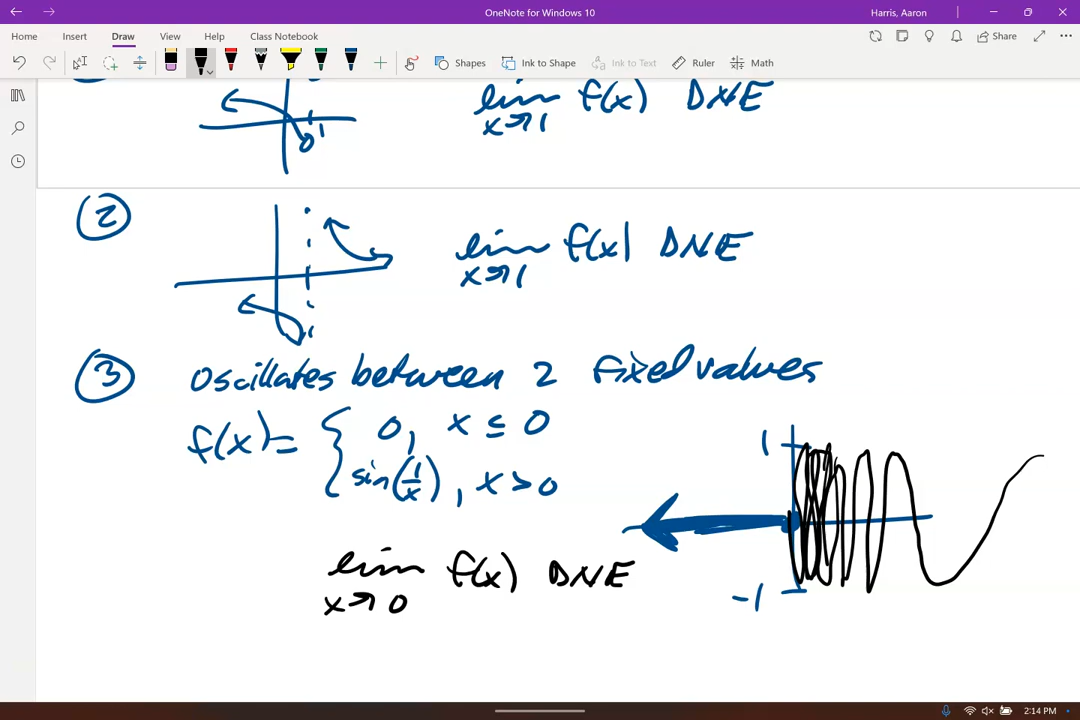 OneNote for Windows 10
Harris, Aaron
Home Insert Draw View Help Class Notebook
Share
Shapes Ink to Shape Ink to Text Ruler Math
lim f(x) DNE
x→1
0 1
②
lim f(x) DNE
x→1
③ oscillates between 2 fixed values
f(x)= { 0, x ≤ 0
sin(1/x), x > 0
1
-1
lim f(x) DNE
x→0
2:14 PM